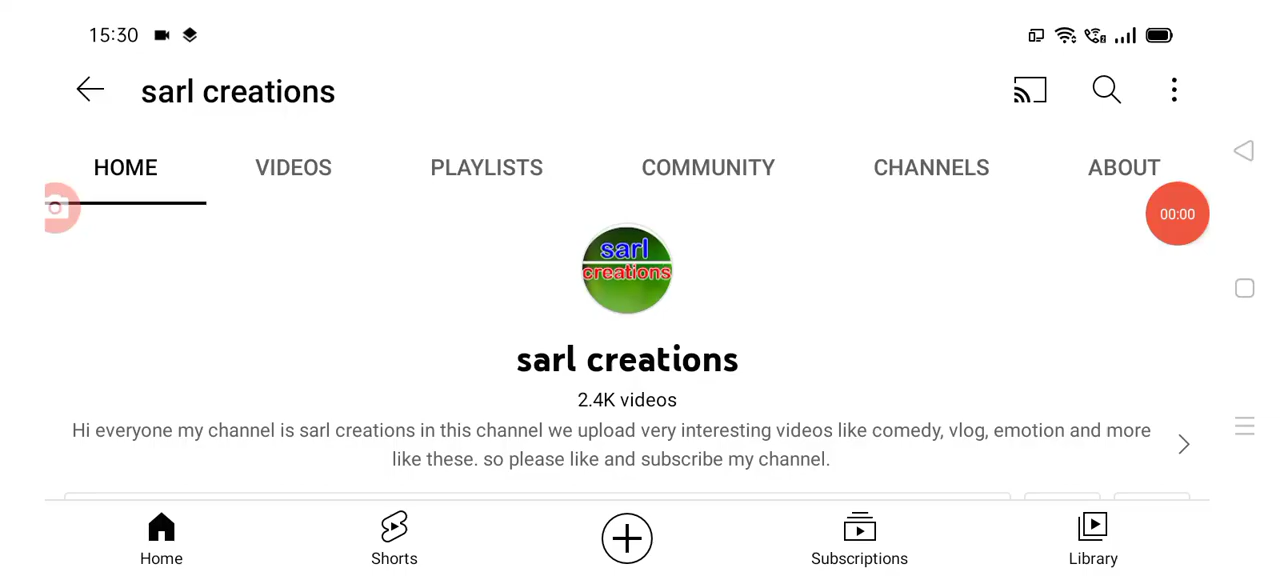 15:30
sarl creations
HOME VIDEOS PLAYLISTS COMMUNITY CHANNELS ABOUT
00:00
sarl
creations
sarl creations
2.4K videos
Hi everyone my channel is sarl creations in this channel we upload very interesting videos like comedy, vlog, emotion and more
like these. so please like and subscribe my channel.
Home Shorts Subscriptions Library